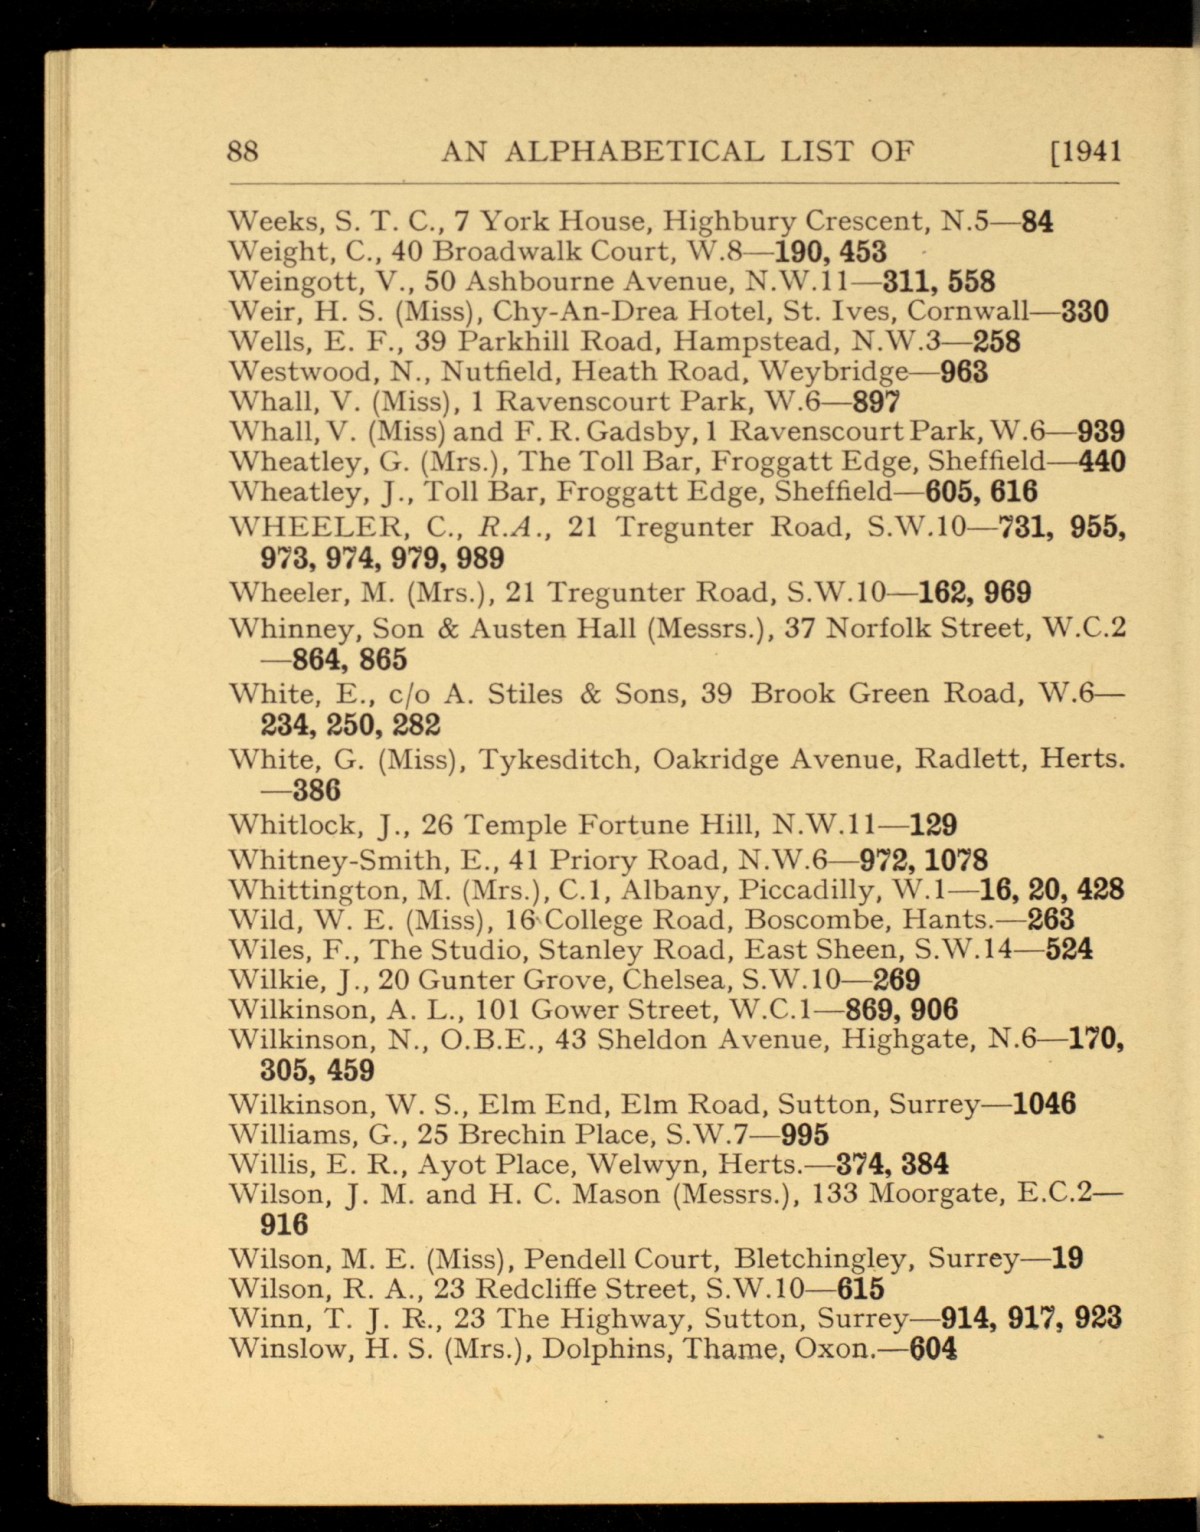 88 AN ALPHABETICAL LIST OF [1941
Weeks, S. T. C., 7 York House, Highbury Crescent, N.5—84
Weight, C., 40 Broadwalk Court, W.8—190, 453
Weingott, V., 50 Ashbourne Avenue, N.W.11—311, 558
Weir, H. S. (Miss), Chy-An-Drea Hotel, St. Ives, Cornwall—330
Wells, E. F., 39 Parkhill Road, Hampstead, N.W.3—258
Westwood, N., Nutfield, Heath Road, Weybridge—963
Whall, V. (Miss), 1 Ravenscourt Park, W.6—897
Whall, V. (Miss) and F. R. Gadsby, 1 Ravenscourt Park, W.6—939
Wheatley, G. (Mrs.), The Toll Bar, Froggatt Edge, Sheffield—440
Wheatley, J., Toll Bar, Froggatt Edge, Sheffield—605, 616
WHEELER, C., R.A., 21 Tregunter Road, S.W.10—731, 955,
973, 974, 979, 989
Wheeler, M. (Mrs.), 21 Tregunter Road, S.W.10—162, 969
Whinney, Son & Austen Hall (Messrs.), 37 Norfolk Street, W.C.2
—864, 865
White, E., c/o A. Stiles & Sons, 39 Brook Green Road, W.6—
234, 250, 282
White, G. (Miss), Tykesditch, Oakridge Avenue, Radlett, Herts.
—386
Whitlock, J., 26 Temple Fortune Hill, N.W.11—129
Whitney-Smith, E., 41 Priory Road, N.W.6—972, 1078
Whittington, M. (Mrs.), C.1, Albany, Piccadilly, W.1—16, 20, 428
Wild, W. E. (Miss), 16 College Road, Boscombe, Hants.—263
Wiles, F., The Studio, Stanley Road, East Sheen, S.W.14—524
Wilkie, J., 20 Gunter Grove, Chelsea, S.W.10—269
Wilkinson, A. L., 101 Gower Street, W.C.1—869, 906
Wilkinson, N., O.B.E., 43 Sheldon Avenue, Highgate, N.6—170,
305, 459
Wilkinson, W. S., Elm End, Elm Road, Sutton, Surrey—1046
Williams, G., 25 Brechin Place, S.W.7—995
Willis, E. R., Ayot Place, Welwyn, Herts.—374, 384
Wilson, J. M. and H. C. Mason (Messrs.), 133 Moorgate, E.C.2—
916
Wilson, M. E. (Miss), Pendell Court, Bletchingley, Surrey—19
Wilson, R. A., 23 Redcliffe Street, S.W.10—615
Winn, T. J. R., 23 The Highway, Sutton, Surrey—914, 917, 923
Winslow, H. S. (Mrs.), Dolphins, Thame, Oxon.—604